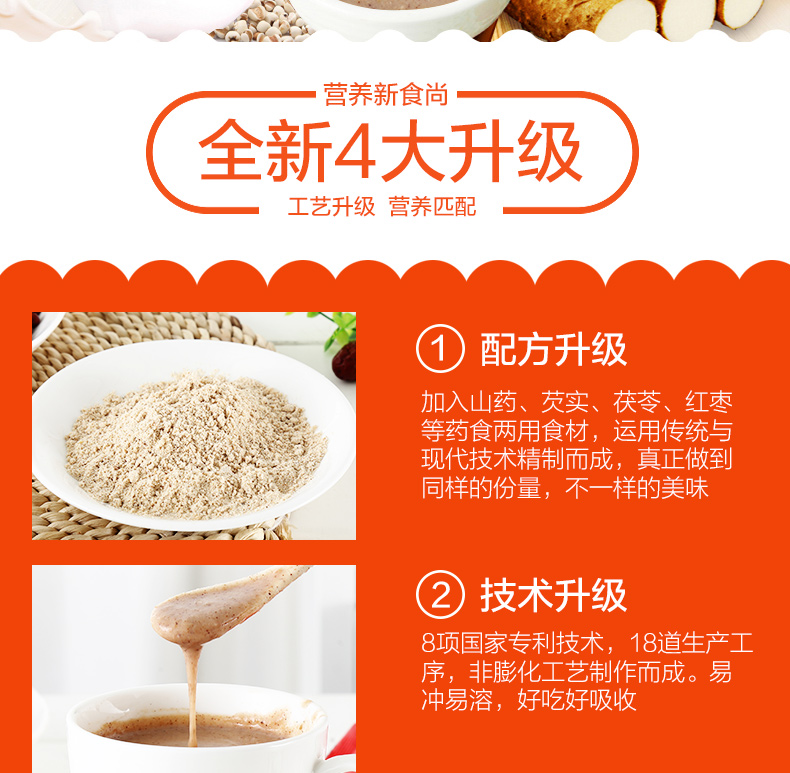 营养新食尚
全新4大升级
工艺升级 营养匹配
1 配方升级
加入山药、芡实、茯苓、红枣
等药食两用食材，运用传统与
现代技术精制而成，真正做到
同样的份量，不一样的美味
2 技术升级
8项国家专利技术，18道生产工
序，非膨化工艺制作而成。易
冲易溶，好吃好吸收